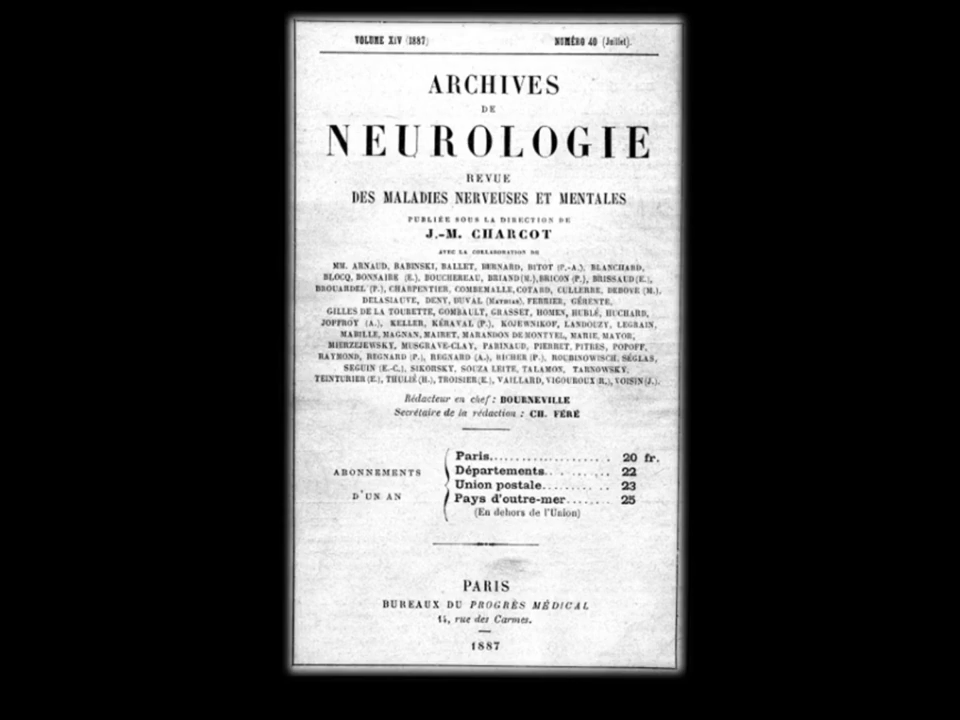 VOLUME XIV (1887) NUMÉRO 40 (Juillet).
ARCHIVES
DE
NEUROLOGIE
REVUE
DES MALADIES NERVEUSES ET MENTALES
PUBLIÉE SOUS LA DIRECTION DE
J.-M. CHARCOT
AVEC LA COLLABORATION DE
MM. ARNAUD, BABINSKI, BALLET, BERNARD, BITOT (P.-A.), BLANCHARD,
BLOCQ, BONNAIRE (E.), BOUCHEREAU, BRIAND (M.), BRICON (P.), BRISSAUD (E.),
BROUARDEL (P.), CHARPENTIER, COMBEMALLE, COTARD, CULLERRE, DEBOVE (M.),
DELASIAUVE, DENY, DUVAL (Mathias), FERRIER, GÉRENTE,
GILLES DE LA TOURETTE, GOMBAULT, GRASSET, HOMEN, HUBLÉ, HUCHARD,
JOFFROY (A.), KELLER, KÉRAVAL (P.), KOJEWNIKOF, LANDOUZY, LEGRAIN,
MABILLE, MAGNAN, MAIRET, MARANDON DE MONTYEL, MARIE, MAYOR,
MIERZEJEWSKY, MUSGRAVE-CLAY, PARINAUD, PIERRET, PITRES, POPOFF,
RAYMOND, REGNARD (P.), REGNARD (A.), RICHER (P.), ROUBINOWISCH, SÉGLAS,
SEGUIN (E.-C.), SIKORSKY, SOUZA LEITE, TALAMON, TARNOWSKY,
TEINTURIER (E.), THULIÉ (H.), TROISIER (E.), VAILLARD, VIGOUROUX (R.), VOISIN (J.).
Rédacteur en chef : BOURNEVILLE
Secrétaire de la rédaction : CH. FÉRÉ
ABONNEMENTS
D'UN AN
Paris.................... 20 fr.
Départements.......... 22
Union postale.......... 23
Pays d'outre-mer....... 25
(En dehors de l'Union)
PARIS
BUREAUX DU PROGRÈS MÉDICAL
14, rue des Carmes.
1887